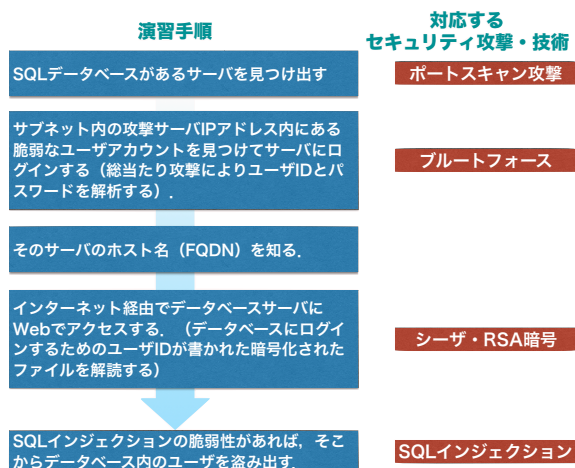 演習手順
対応する
セキュリティ攻撃・技術
SQLデータベースがあるサーバを見つけ出す
ポートスキャン攻撃
サブネット内の攻撃サーバIPアドレス内にある
脆弱なユーザアカウントを見つけてサーバにロ
グインする（総当たり攻撃によりユーザIDとパ
スワードを解析する）．
ブルートフォース
そのサーバのホスト名（FQDN）を知る．
インターネット経由でデータベースサーバに
Webでアクセスする．（データベースにログイ
ンするためのユーザIDが書かれた暗号化された
ファイルを解読する）
シーザ・RSA暗号
SQLインジェクションの脆弱性があれば，そこ
からデータベース内のユーザを盗み出す．
SQLインジェクション